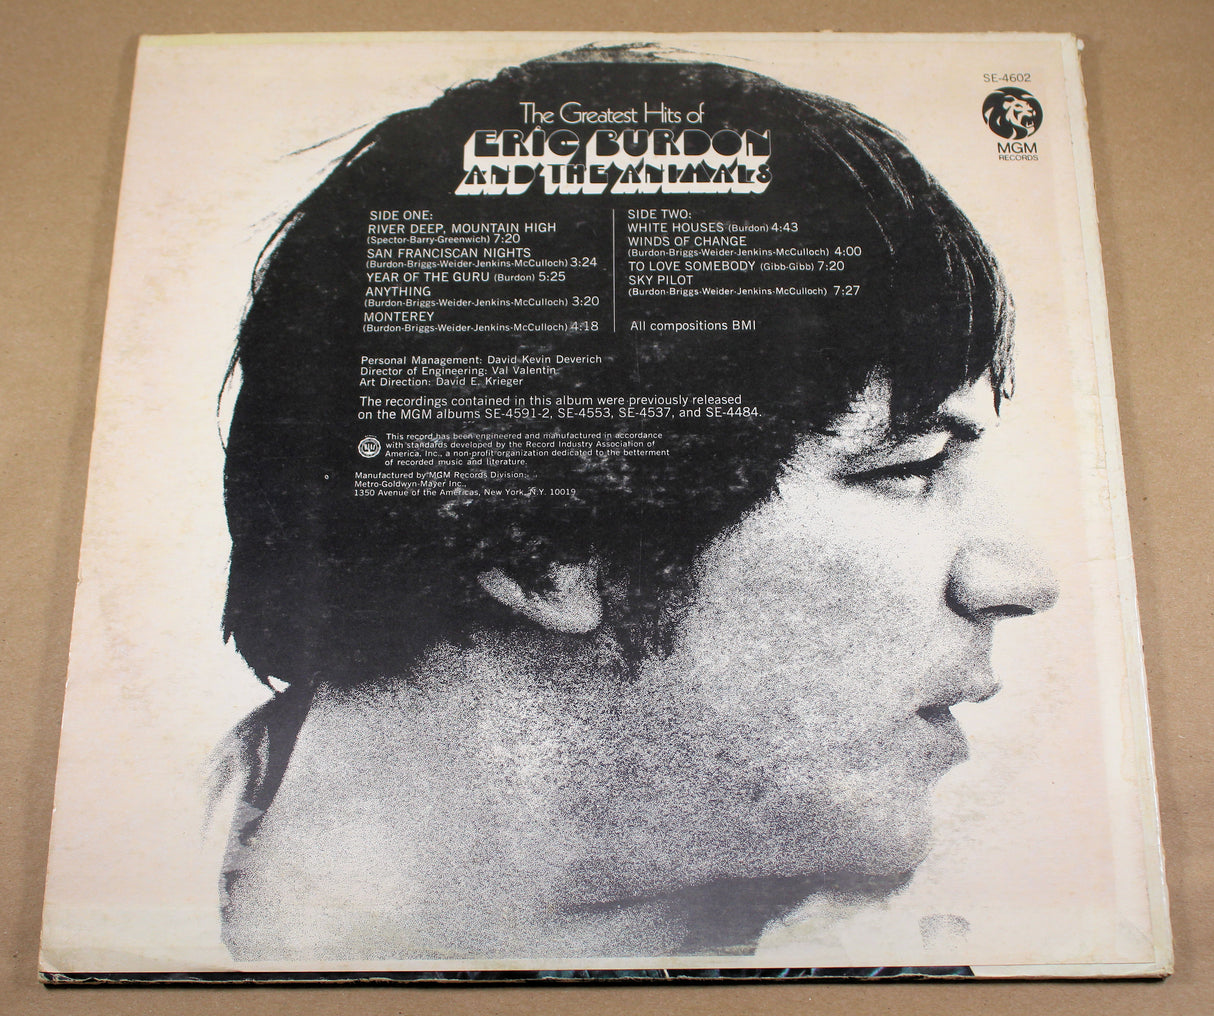 SE-4602
MGM
RECORDS
The Greatest Hits of
ERIC BURDON
AND THE ANIMALS
SIDE ONE:
RIVER DEEP, MOUNTAIN HIGH
(Spector-Barry-Greenwich) 7:20
SAN FRANCISCAN NIGHTS
(Burdon-Briggs-Weider-Jenkins-McCulloch) 3:24
YEAR OF THE GURU (Burdon) 5:25
ANYTHING
(Burdon-Briggs-Weider-Jenkins-McCulloch) 3:20
MONTEREY
(Burdon-Briggs-Weider-Jenkins-McCulloch) 4:18
SIDE TWO:
WHITE HOUSES (Burdon) 4:43
WINDS OF CHANGE
(Burdon-Briggs-Weider-Jenkins-McCulloch) 4:00
TO LOVE SOMEBODY (Gibb-Gibb) 7:20
SKY PILOT
(Burdon-Briggs-Weider-Jenkins-McCulloch) 7:27
All compositions BMI
Personal Management: David Kevin Deverich
Director of Engineering: Val Valentin
Art Direction: David E. Krieger
The recordings contained in this album were previously released
on the MGM albums SE-4591-2, SE-4553, SE-4537, and SE-4484.
This record has been engineered and manufactured in accordance
with standards developed by the Record Industry Association of
America, Inc., a non-profit organization dedicated to the betterment
of recorded music and literature.
Manufactured by MGM Records Division:
Metro-Goldwyn-Mayer Inc.,
1350 Avenue of the Americas, New York, N.Y. 10019